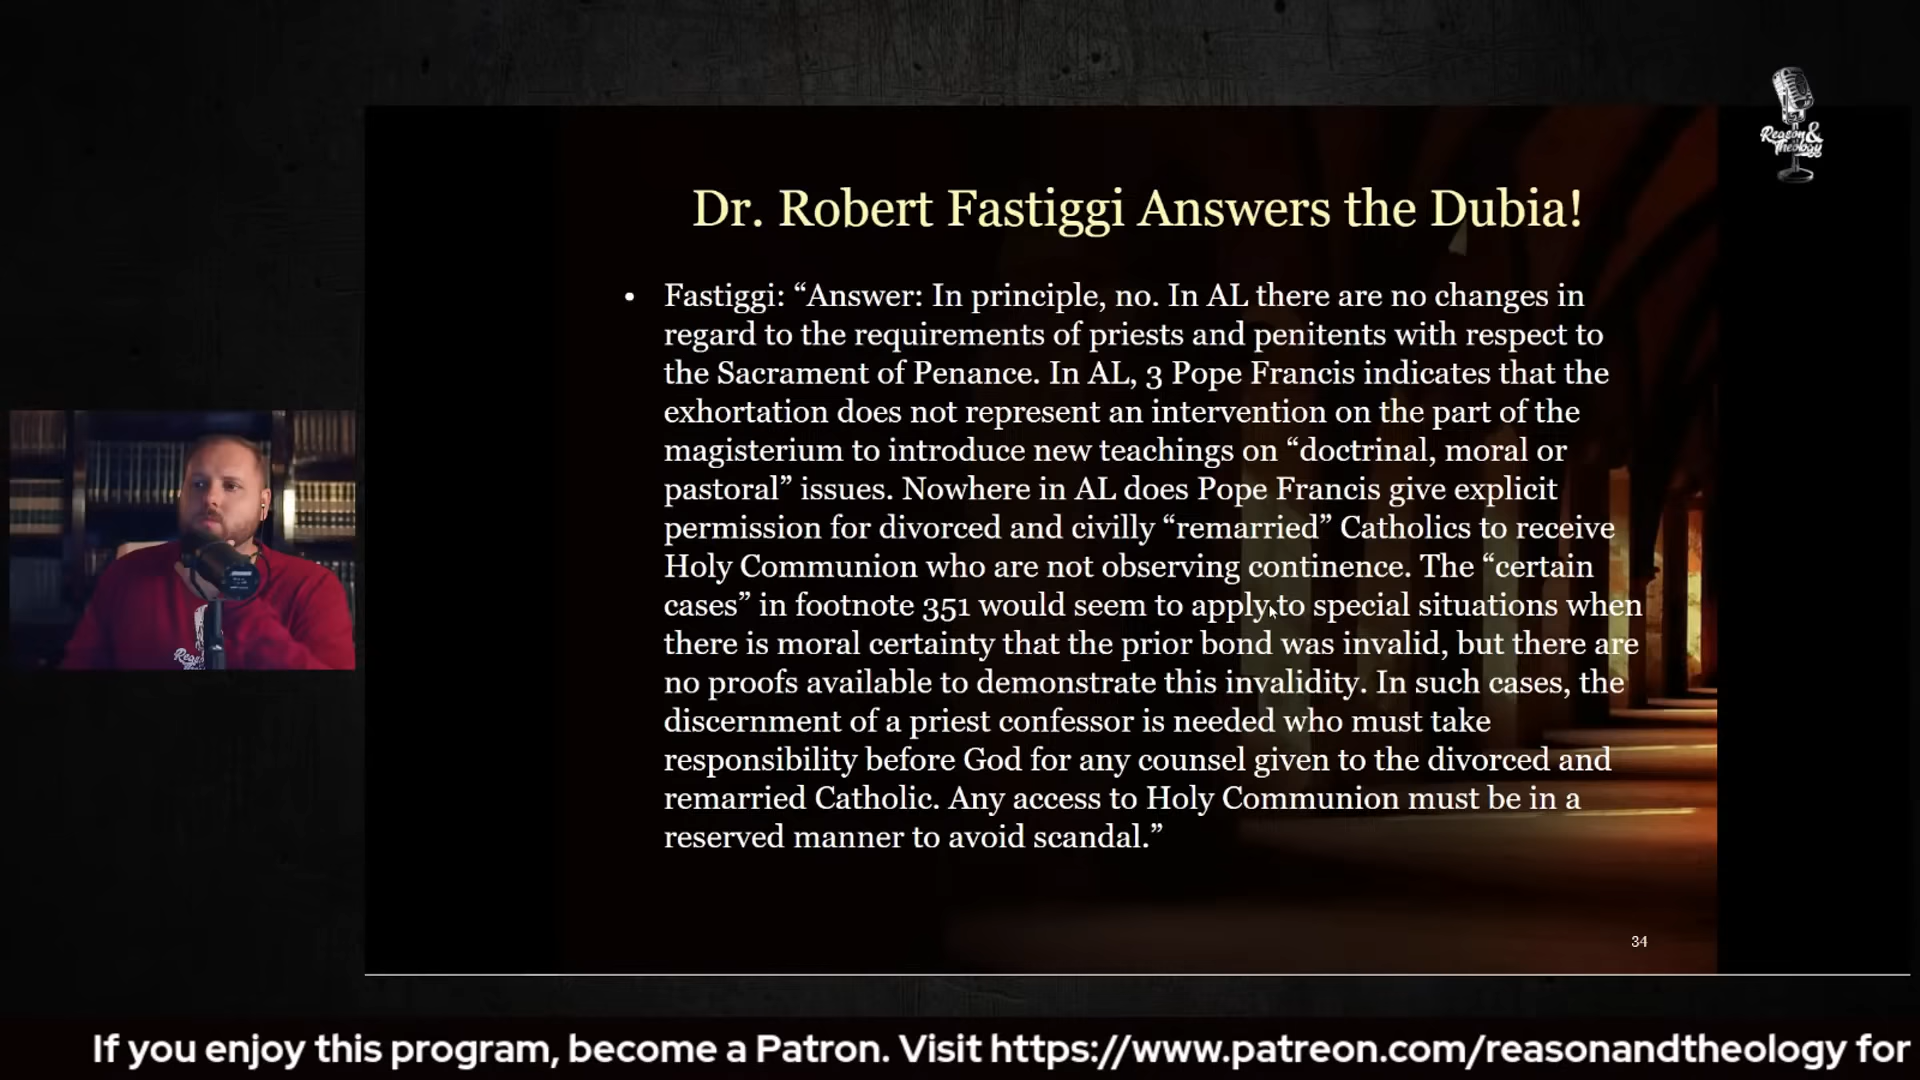 Reason &
Theology
Dr. Robert Fastiggi Answers the Dubia!
• Fastiggi: “Answer: In principle, no. In AL there are no changes in
regard to the requirements of priests and penitents with respect to
the Sacrament of Penance. In AL, 3 Pope Francis indicates that the
exhortation does not represent an intervention on the part of the
magisterium to introduce new teachings on “doctrinal, moral or
pastoral” issues. Nowhere in AL does Pope Francis give explicit
permission for divorced and civilly “remarried” Catholics to receive
Holy Communion who are not observing continence. The “certain
cases” in footnote 351 would seem to apply to special situations when
there is moral certainty that the prior bond was invalid, but there are
no proofs available to demonstrate this invalidity. In such cases, the
discernment of a priest confessor is needed who must take
responsibility before God for any counsel given to the divorced and
remarried Catholic. Any access to Holy Communion must be in a
reserved manner to avoid scandal.”
34
If you enjoy this program, become a Patron. Visit https://www.patreon.com/reasonandtheology for